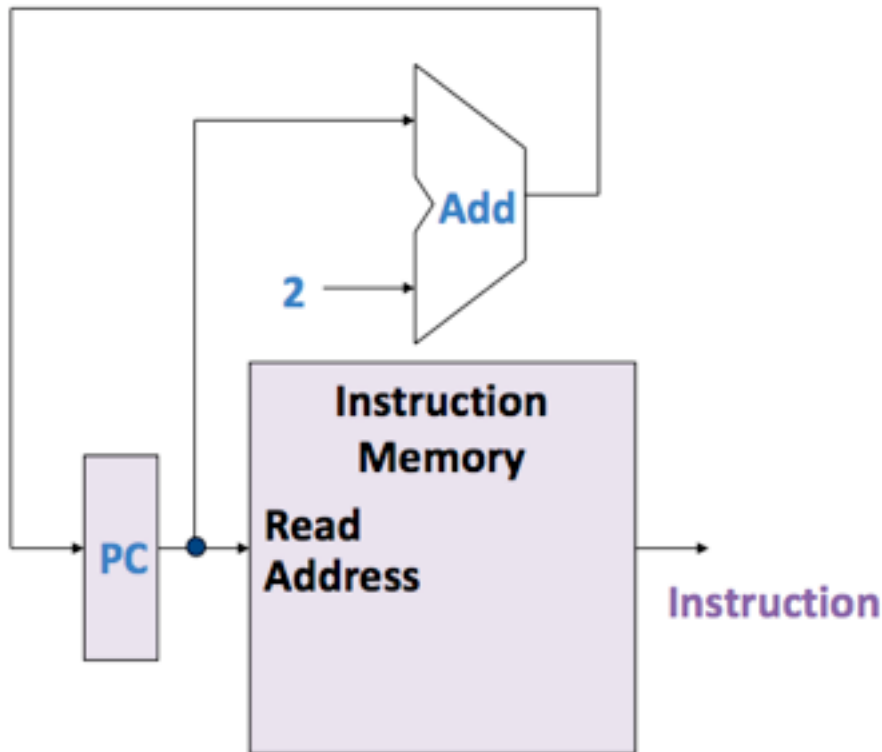 Add
2
Instruction
Memory
Read
Address
PC
Instruction